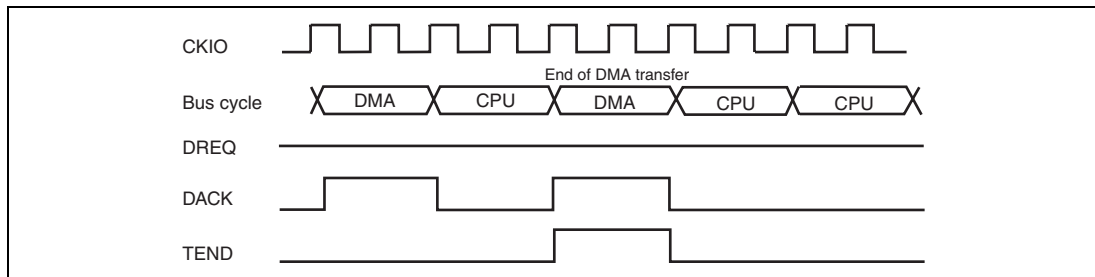 CKIO
End of DMA transfer
Bus cycle DMA CPU DMA CPU CPU
DREQ
DACK
TEND